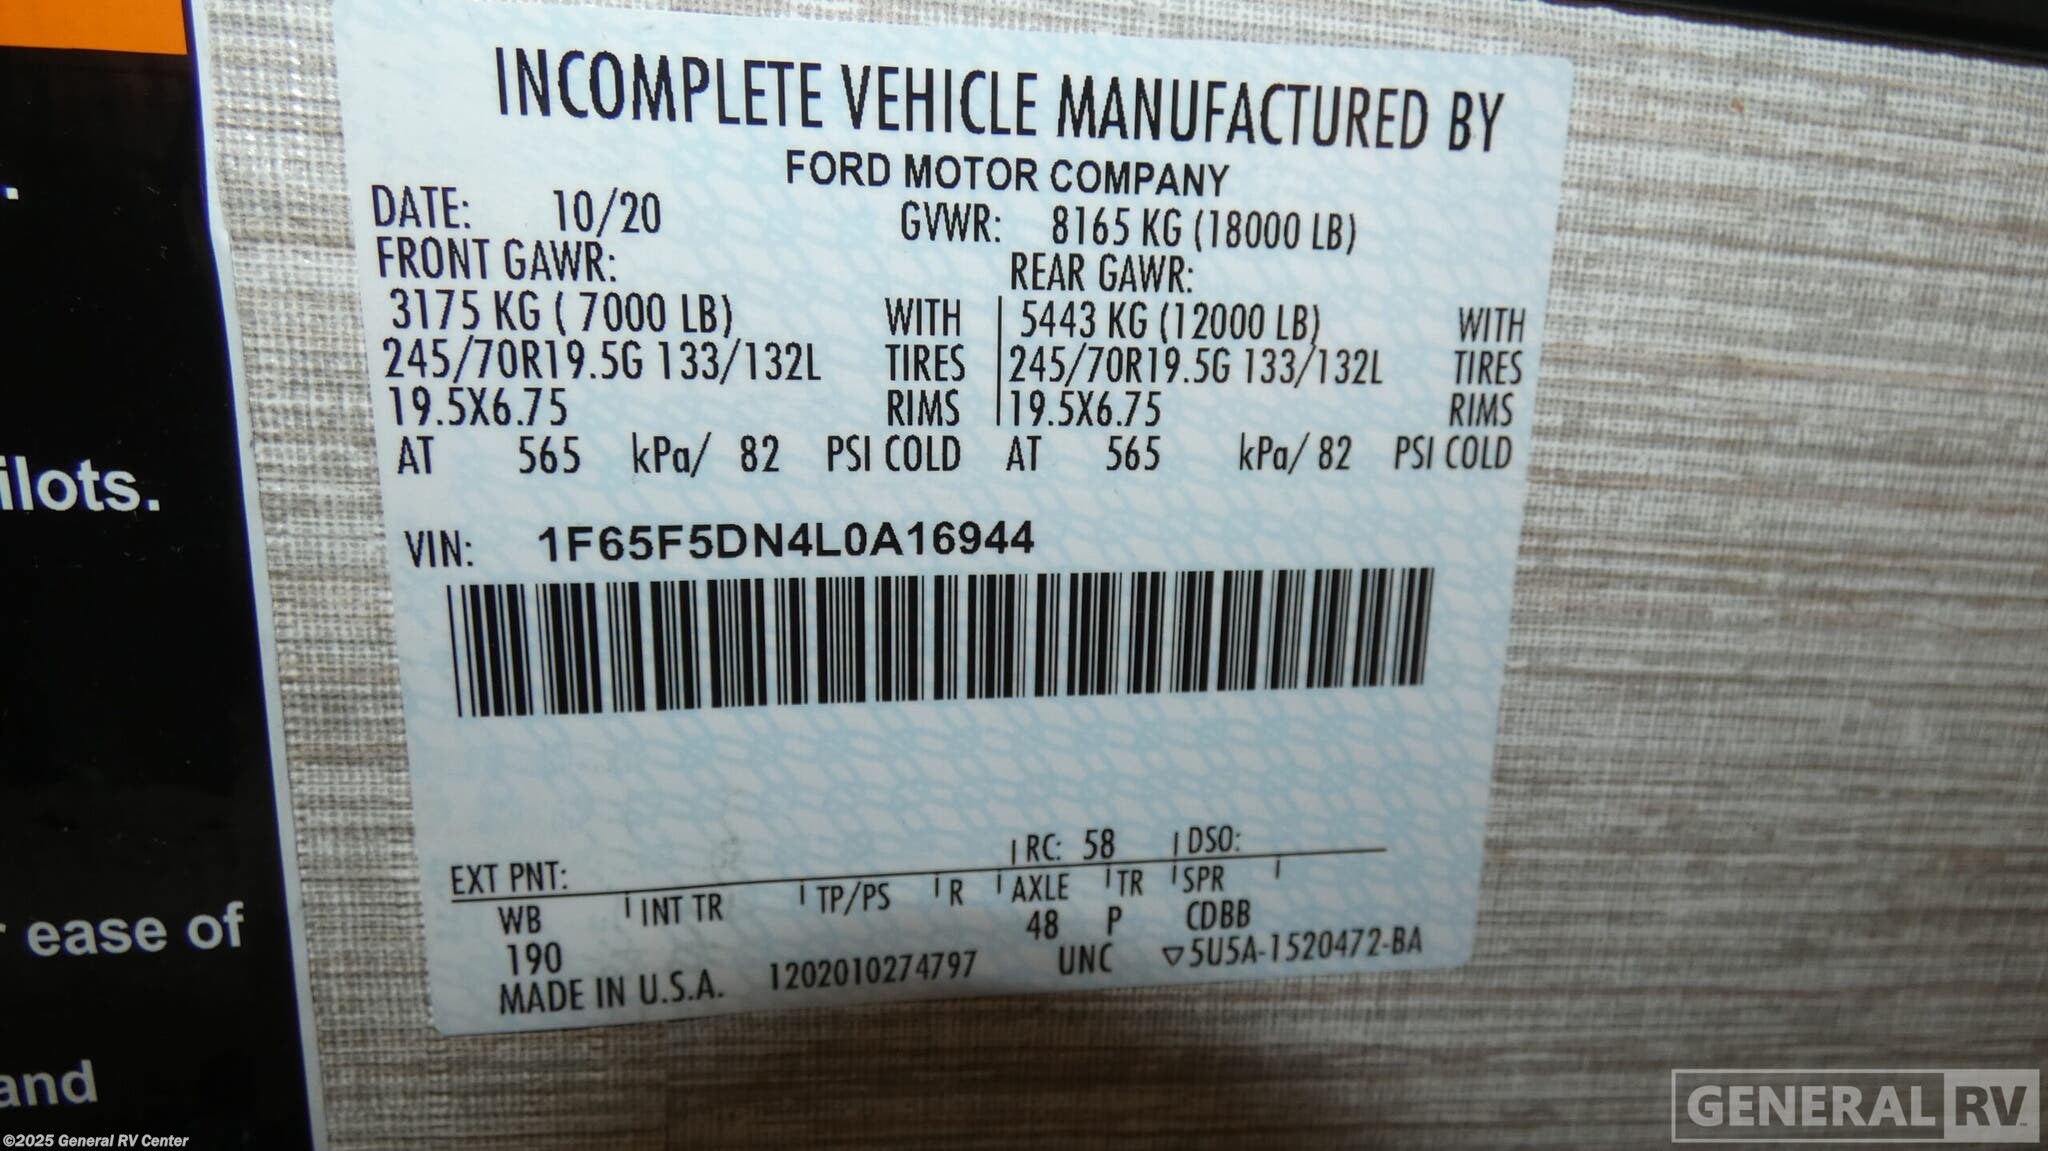 INCOMPLETE VEHICLE MANUFACTURED BY
FORD MOTOR COMPANY
DATE: 10/20 GVWR: 8165 KG (18000 LB)
FRONT GAWR: REAR GAWR:
3175 KG ( 7000 LB) WITH 5443 KG (12000 LB) WITH
245/70R19.5G 133/132L TIRES 245/70R19.5G 133/132L TIRES
19.5X6.75 RIMS 19.5X6.75 RIMS
AT 565 kPa/ 82 PSI COLD AT 565 kPa/ 82 PSI COLD
VIN: 1F65F5DN4L0A16944
EXT PNT: RC: 58 DSO:
WB INT TR TP/PS R AXLE TR SPR
190 48 P CDBB
MADE IN U.S.A. 1202010274797 UNC ▽5U5A-1520472-BA
ilots.
ease of
and
©2025 General RV Center
GENERAL RV